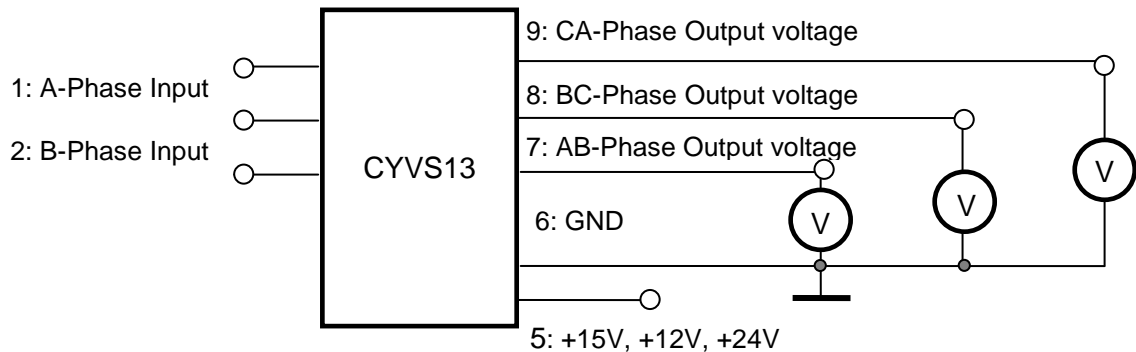 9: CA-Phase Output voltage
1: A-Phase Input
8: BC-Phase Output voltage
2: B-Phase Input
7: AB-Phase Output voltage
CYVS13
V
V
V
6: GND
5: +15V, +12V, +24V